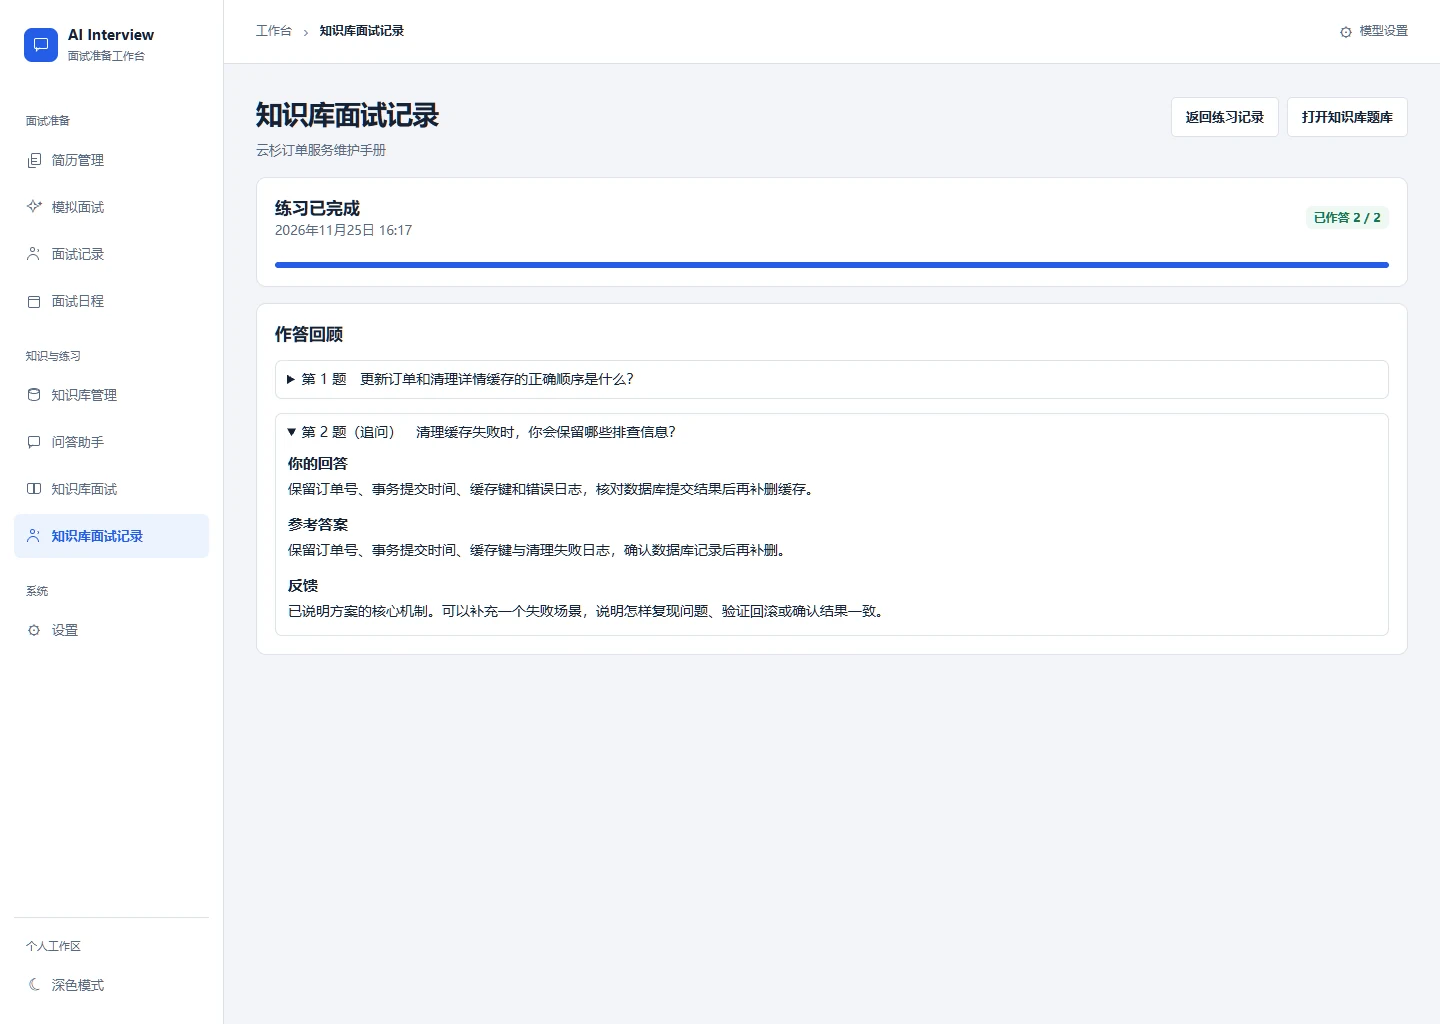 AI Interview
面试准备工作台
面试准备
简历管理
模拟面试
面试记录
面试日程
知识与练习
知识库管理
问答助手
知识库面试
知识库面试记录
系统
设置
个人工作区
深色模式
工作台 › 知识库面试记录
模型设置
知识库面试记录
云杉订单服务维护手册
返回练习记录
打开知识库题库
练习已完成
2026年11月25日 16:17
已作答 2 / 2
作答回顾
▶ 第 1 题 更新订单和清理详情缓存的正确顺序是什么？
▼ 第 2 题（追问） 清理缓存失败时，你会保留哪些排查信息？
你的回答
保留订单号、事务提交时间、缓存键和错误日志，核对数据库提交结果后再补删缓存。
参考答案
保留订单号、事务提交时间、缓存键与清理失败日志，确认数据库记录后再补删。
反馈
已说明方案的核心机制。可以补充一个失败场景，说明怎样复现问题、验证回滚或确认结果一致。